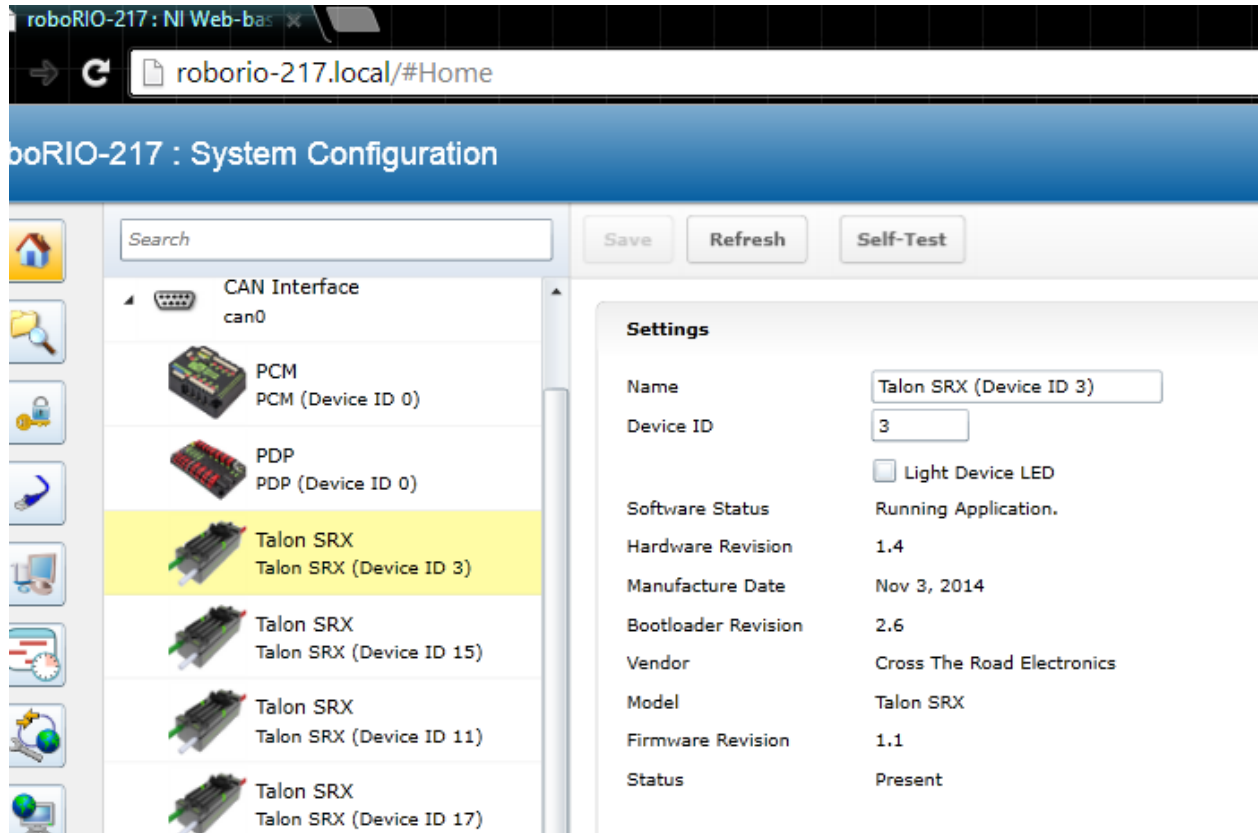 roboRIO-217 : NI Web-bas
roborio-217.local/#Home
boRIO-217 : System Configuration
Search
Save Refresh Self-Test
CAN Interface
can0
PCM
PCM (Device ID 0)
PDP
PDP (Device ID 0)
Talon SRX
Talon SRX (Device ID 3)
Talon SRX
Talon SRX (Device ID 15)
Talon SRX
Talon SRX (Device ID 11)
Talon SRX
Talon SRX (Device ID 17)
Settings
Name Talon SRX (Device ID 3)
Device ID 3
Light Device LED
Software Status Running Application.
Hardware Revision 1.4
Manufacture Date Nov 3, 2014
Bootloader Revision 2.6
Vendor Cross The Road Electronics
Model Talon SRX
Firmware Revision 1.1
Status Present